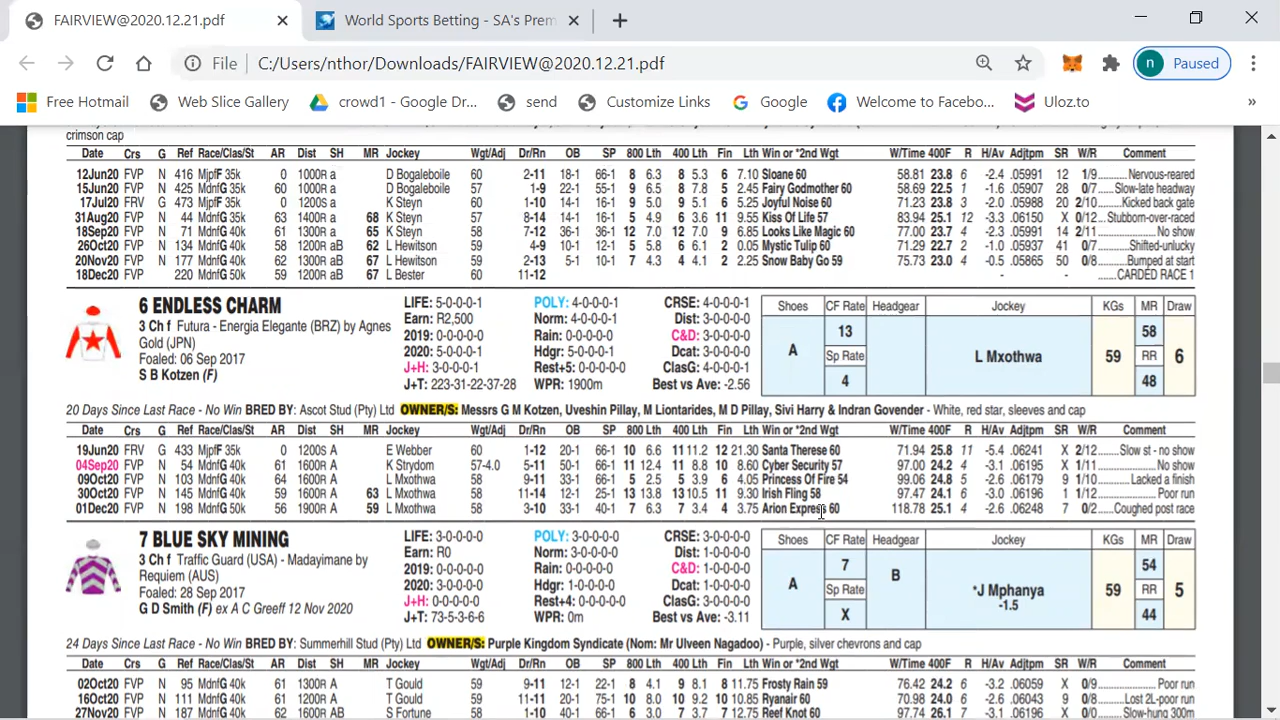 FAIRVIEW@2020.12.21.pdf × World Sports Betting - SA's Prem × +
File C:/Users/nthor/Downloads/FAIRVIEW@2020.12.21.pdf n Paused
Free Hotmail Web Slice Gallery crowd1 - Google Dr... send Customize Links Google Welcome to Facebo... Uloz.to »
crimson cap
Date Crs G Ref Race/Clas/St AR Dist SH MR Jockey Wgt/Adj Dr/Rn OB SP 800 Lth 400 Lth Fin Lth Win or *2nd Wgt W/Time 400F R H/Av Adjtpm SR W/R Comment
12Jun20 FVP N 416 MjpfF 35k 0 1000R a D Bogaleboile 60 2-11 18-1 66-1 8 6.3 8 5.3 6 7.10 Sloane 60 71.41 23.8 6 -2.4 .05991 12 1/9 Nervous-reared
15Jun20 FVP N 425 MdnfG 35k 60 1000R a D Bogaleboile 57 1-9 22-1 55-1 9 6.5 8 7.8 5 2.45 Fairy Godmother 60 58.69 22.5 1 -1.6 .05907 28 0/7 Slow-late headway
17Jul20 FRV G 473 MjpfF 35k 0 1200S a K Steyn 60 1-10 14-1 18-1 9 5.0 9 5.1 6 5.25 Joyful Noise 60 71.23 23.8 3 -2.0 .05988 20 2/10 Kicked back gate
31Aug20 FVP N 44 MdnfG 35k 63 1400R a 68 K Steyn 57 8-14 14-1 18-1 5 4.9 6 3.6 11 9.55 Kiss Of Life 57 83.94 25.1 12 -3.3 .06150 X 0/12 Stubborn-over-raced
18Sep20 FVP N 71 MdnfG 40k 61 1300R a 65 K Steyn 58 7-12 36-1 36-1 12 7.0 12 7.0 9 6.85 Looks Like Magic 60 77.00 23.7 4 -2.3 .05991 14 2/11 No show
26Oct20 FVP N 134 MdnfG 40k 58 1200R aB 62 L Hewitson 59 4-9 10-1 12-1 5 5.8 6 6.1 2 0.05 Mystic Tulip 60 71.29 22.7 2 -1.0 .05937 41 0/7 Shifted-unlucky
20Nov20 FVP N 177 MdnfG 40k 62 1300R aB 67 L Hewitson 59 2-13 5-1 10-1 7 4.3 4 4.1 2 2.25 Snow Baby Go 59 75.73 23.0 4 -0.5 .05865 50 0/8 Bumped at start
18Dec20 FVP 220 MdnfG 40k 59 1200R aB 67 L Bester 60 11-12 - - CARDED RACE 1
6 ENDLESS CHARM LIFE: 5-0-0-0-1 POLY: 4-0-0-0-1 CRSE: 4-0-0-0-1 Shoes CF Rate Headgear Jockey KGs MR Draw
3 Ch f Futura - Energia Elegante (BRZ) by Agnes Earn: R2,500 Norm: 4-0-0-0-1 Dist: 3-0-0-0-0 A 13 L Mxothwa 59 58 6
Gold (JPN) 2019: 0-0-0-0-0 Rain: 0-0-0-0-0 C&D: 3-0-0-0-0 Sp Rate RR
Foaled: 06 Sep 2017 2020: 5-0-0-0-1 Hdgr: 5-0-0-0-1 Dcat: 3-0-0-0-0 4 48
S B Kotzen (F) J+H: 3-0-0-0-1 Rest+5: 0-0-0-0-0 ClasG: 4-0-0-0-1
J+T: 223-31-22-37-28 WPR: 1900m Best vs Ave: -2.56
20 Days Since Last Race - No Win BRED BY: Ascot Stud (Pty) Ltd OWNER/S: Messrs G M Kotzen, Uveshin Pillay, M Liontarides, M D Pillay, Sivi Harry & Indran Govender - White, red star, sleeves and cap
Date Crs G Ref Race/Clas/St AR Dist SH MR Jockey Wgt/Adj Dr/Rn OB SP 800 Lth 400 Lth Fin Lth Win or *2nd Wgt W/Time 400F R H/Av Adjtpm SR W/R Comment
19Jun20 FRV G 433 MjpfF 35k 0 1200S A E Webber 60 1-12 20-1 66-1 10 6.6 11 11.2 12 21.30 Santa Therese 60 71.94 25.8 11 -5.4 .06241 X 2/12 Slow st - no show
04Sep20 FVP N 54 MdnfG 40k 61 1600R A K Strydom 57-4.0 5-11 50-1 66-1 11 12.4 11 8.8 10 8.60 Cyber Security 57 97.00 24.2 4 -3.1 .06195 X 1/11 No show
09Oct20 FVP N 103 MdnfG 40k 65 1600R A L Mxothwa 58 9-11 33-1 66-1 5 2.5 5 3.9 6 4.05 Princess Of Fire 54 99.06 24.8 5 -2.6 .06179 9 1/10 Lacked a finish
30Oct20 FVP N 145 MdnfG 40k 59 1600R A 63 L Mxothwa 58 11-14 12-1 25-1 13 13.8 13 10.5 11 9.30 Irish Fling 58 97.47 24.1 6 -3.0 .06196 1 1/12 Poor run
01Dec20 FVP N 198 MdnfG 40k 56 1900R A 59 L Mxothwa 58 3-10 33-1 40-1 7 6.3 7 3.4 4 3.75 Arion Express 60 118.78 25.1 4 -2.6 .06248 7 0/2 Coughed post race
7 BLUE SKY MINING LIFE: 3-0-0-0-0 POLY: 3-0-0-0-0 CRSE: 3-0-0-0-0 Shoes CF Rate Headgear Jockey KGs MR Draw
3 Ch f Traffic Guard (USA) - Madayimane by Earn: R0 Norm: 3-0-0-0-0 Dist: 1-0-0-0-0 A 7 B *J Mphanya 59 54 5
Requiem (AUS) 2019: 0-0-0-0-0 Rain: 0-0-0-0-0 C&D: 1-0-0-0-0 Sp Rate -1.5 RR
Foaled: 28 Sep 2017 2020: 3-0-0-0-0 Hdgr: 1-0-0-0-0 Dcat: 1-0-0-0-0 X 44
G D Smith (F) ex A C Greeff 12 Nov 2020 J+H: 0-0-0-0-0 Rest+4: 0-0-0-0-0 ClasG: 3-0-0-0-0
J+T: 73-5-3-6-6 WPR: 0m Best vs Ave: -3.11
24 Days Since Last Race - No Win BRED BY: Summerhill Stud (Pty) Ltd OWNER/S: Purple Kingdom Syndicate (Nom: Mr Ulveen Nagadoo) - Purple, silver chevrons and cap
Date Crs G Ref Race/Clas/St AR Dist SH MR Jockey Wgt/Adj Dr/Rn OB SP 800 Lth 400 Lth Fin Lth Win or *2nd Wgt W/Time 400F R H/Av Adjtpm SR W/R Comment
02Oct20 FVP N 95 MdnfG 40k 61 1300R A T Gould 59 9-11 18-1 22-1 8 4.1 9 8.1 8 11.75 Frosty Rain 59 76.42 24.2 6 -3.2 .06059 X 0/9 Poor run
16Oct20 FVP N 111 MdnfG 40k 61 1200R A T Gould 59 11-11 20-1 75-1 10 8.0 10 9.2 10 10.85 Ryanair 60 70.98 24.0 6 -2.6 .06043 9 0/8 Lost 2L-poor run
27Nov20 FVP N 187 MdnfG 40k 62 1600R AB S Fortune 58 2-11 40-1 66-1 6 3.0 7 3.7 7 12.75 Reef Knot 60 97.74 26.1 7 -3.1 X 0/9 Slow-hung 300m